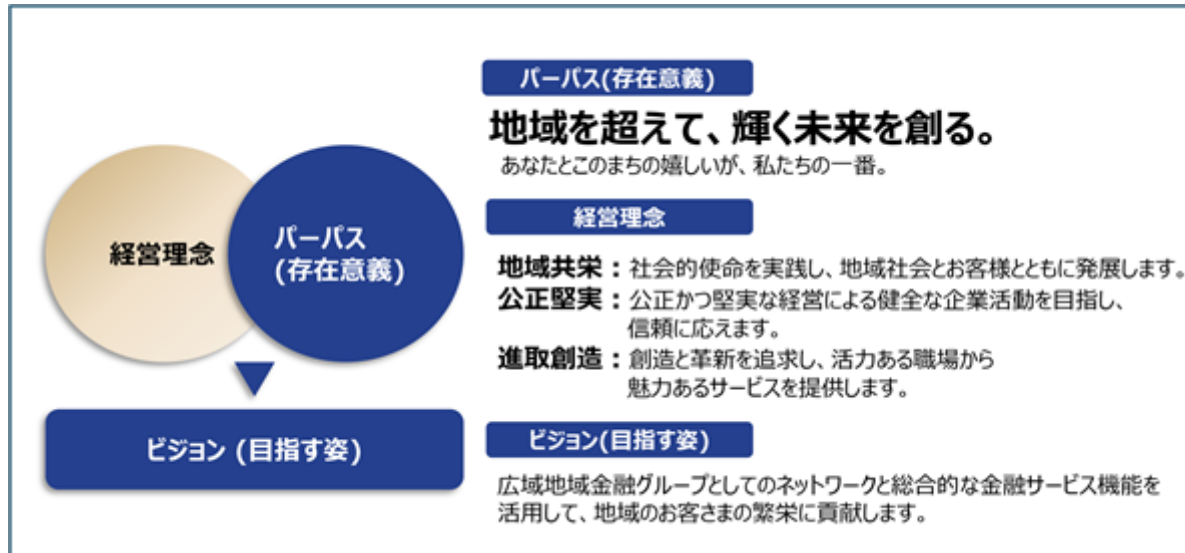 経営理念
パーパス
(存在意義)
ビジョン (目指す姿)
パーパス(存在意義)
地域を超えて、輝く未来を創る。
あなたとこのまちの嬉しいが、私たちの一番。
経営理念
地域共栄：社会的使命を実践し、地域社会とお客様とともに発展します。
公正堅実：公正かつ堅実な経営による健全な企業活動を目指し、
信頼に応えます。
進取創造：創造と革新を追求し、活力ある職場から
魅力あるサービスを提供します。
ビジョン(目指す姿)
広域地域金融グループとしてのネットワークと総合的な金融サービス機能を
活用して、地域のお客さまの繁栄に貢献します。